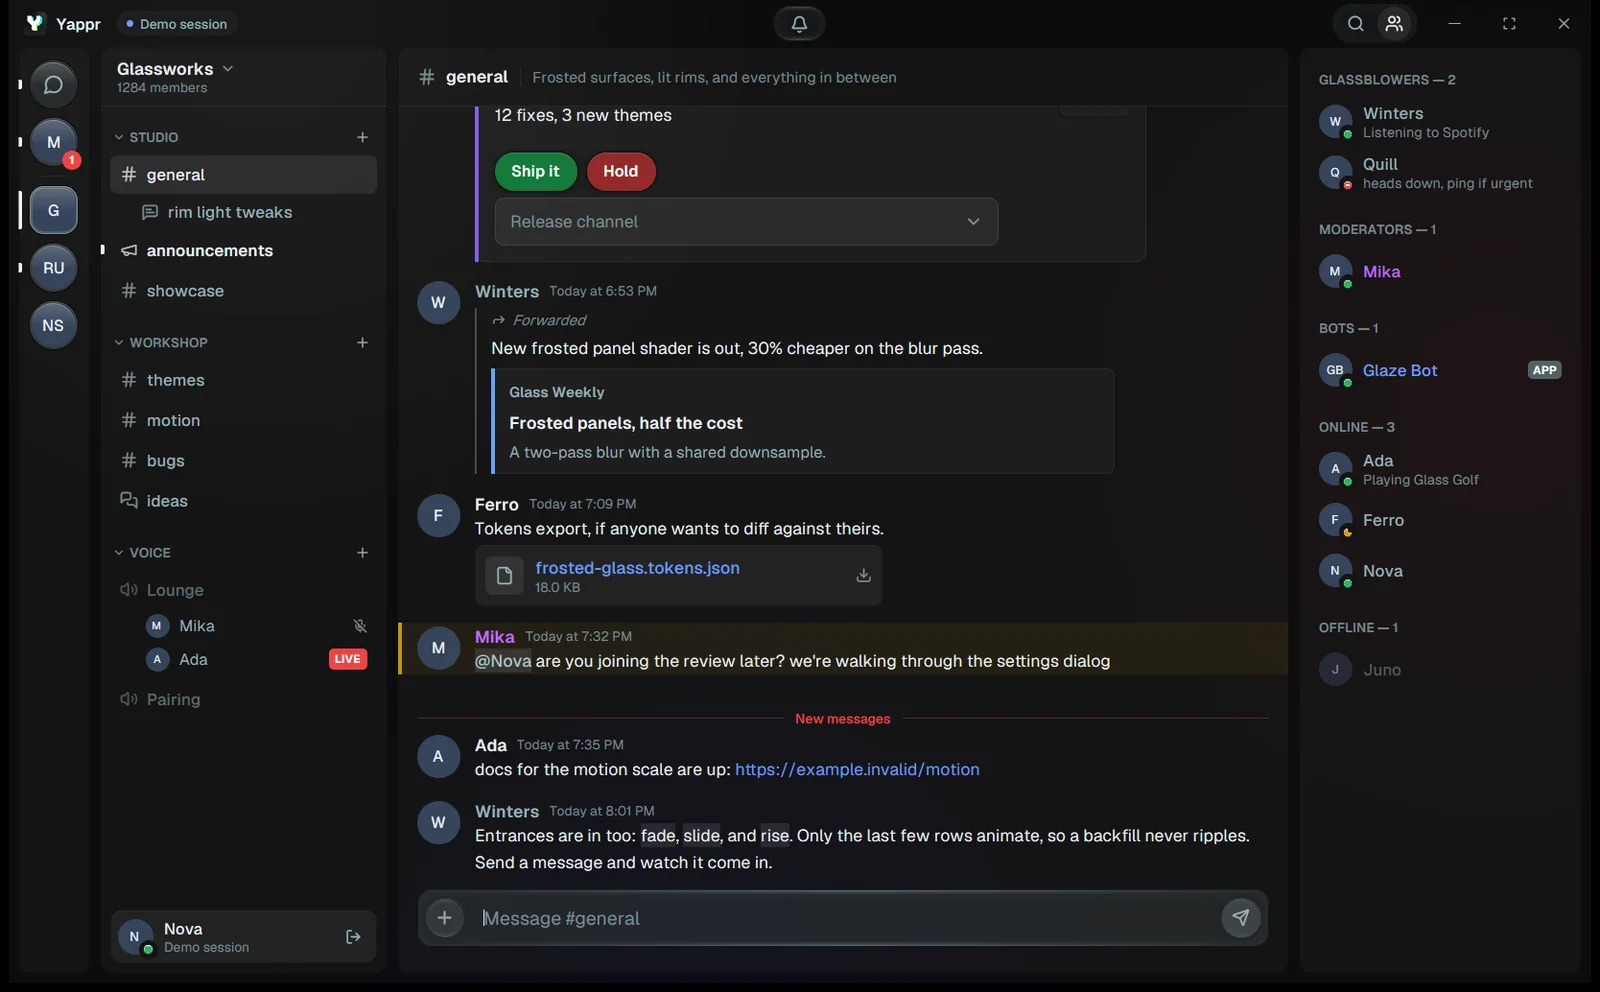 Yappr
Demo session
M
1
G
RU
NS
Glassworks
1284 members
STUDIO
# general
rim light tweaks
announcements
# showcase
WORKSHOP
# themes
# motion
# bugs
ideas
VOICE
Lounge
M Mika
A Ada LIVE
Pairing
N Nova
Demo session
# general Frosted surfaces, lit rims, and everything in between
12 fixes, 3 new themes
Ship it Hold
Release channel
W Winters Today at 6:53 PM
Forwarded
New frosted panel shader is out, 30% cheaper on the blur pass.
Glass Weekly
Frosted panels, half the cost
A two-pass blur with a shared downsample.
F Ferro Today at 7:09 PM
Tokens export, if anyone wants to diff against theirs.
frosted-glass.tokens.json
18.0 KB
M Mika Today at 7:32 PM
@Nova are you joining the review later? we're walking through the settings dialog
New messages
A Ada Today at 7:35 PM
docs for the motion scale are up: https://example.invalid/motion
W Winters Today at 8:01 PM
Entrances are in too: fade, slide, and rise. Only the last few rows animate, so a backfill never ripples.
Send a message and watch it come in.
Message #general
GLASSBLOWERS — 2
W Winters
Listening to Spotify
Q Quill
heads down, ping if urgent
MODERATORS — 1
M Mika
BOTS — 1
GB Glaze Bot APP
ONLINE — 3
A Ada
Playing Glass Golf
F Ferro
N Nova
OFFLINE — 1
J Juno